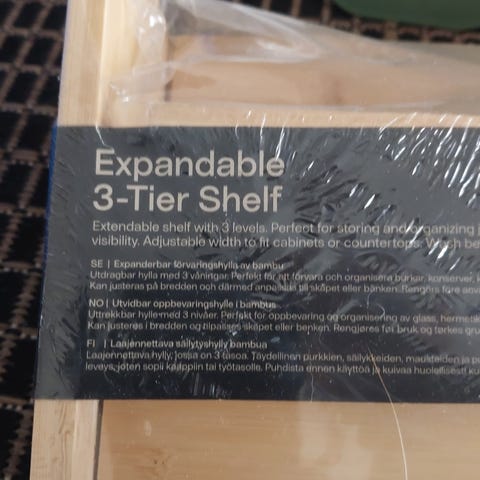 Expandable
3-Tier Shelf
Extendable shelf with 3 levels. Perfect for storing and organizing
visibility. Adjustable width to fit cabinets or countertops. Wash be
SE | Expanderbar förvaringshylla av bambu
Utdragbar hylla med 3 våningar. Perfekt för att förvara och organisera burkar, konserver,
Kan justeras på bredden och därmed anpassas till skåpet eller bänken. Rengörs före
NO | Utvidbar oppbevaringshylle i bambus
Uttrekkbar hylle med 3 nivåer. Perfekt for oppbevaring og organisering av glass,
Kan justeres i bredden og tilpasses skapet eller benken. Rengjøres før bruk og tørkes
FI | Laajennettava säilytyshylly bambua
Laajennettava hylly, jossa on 3 tasoa. Täydellinen purkkien, säilykkeiden, mausteiden ja
leveys, joten sopii kaappiin tai työtasolle. Puhdista ennen käyttöä ja kuivaa huolellisesti